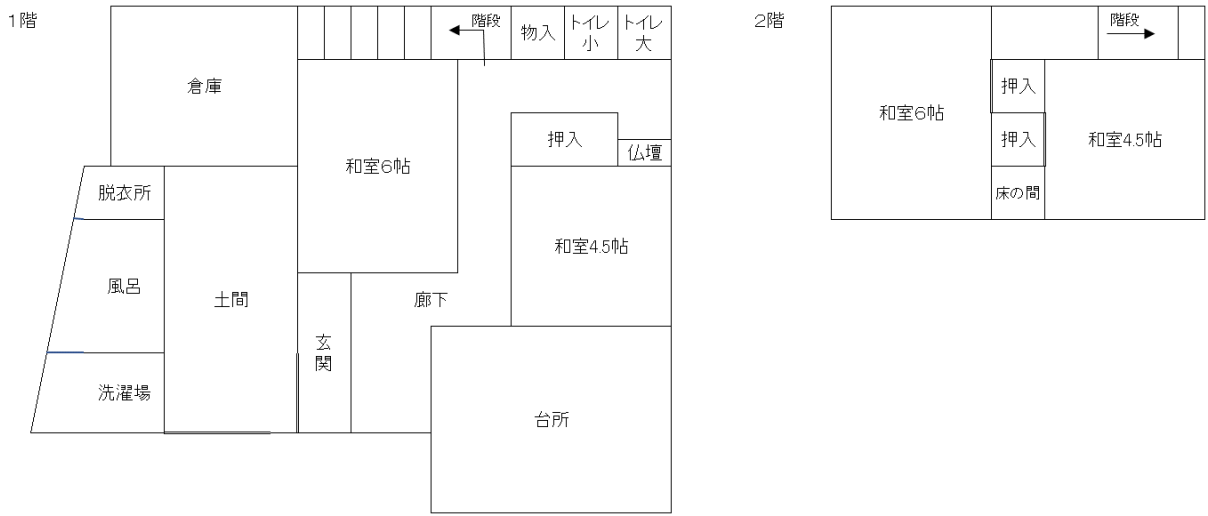 1階
階段
物入
トイレ
小
トイレ
大
倉庫
押入
仏壇
和室6帖
脱衣所
和室4.5帖
風呂
土間
廊下
玄
関
洗濯場
台所
2階
階段
押入
和室6帖
押入
和室4.5帖
床の間